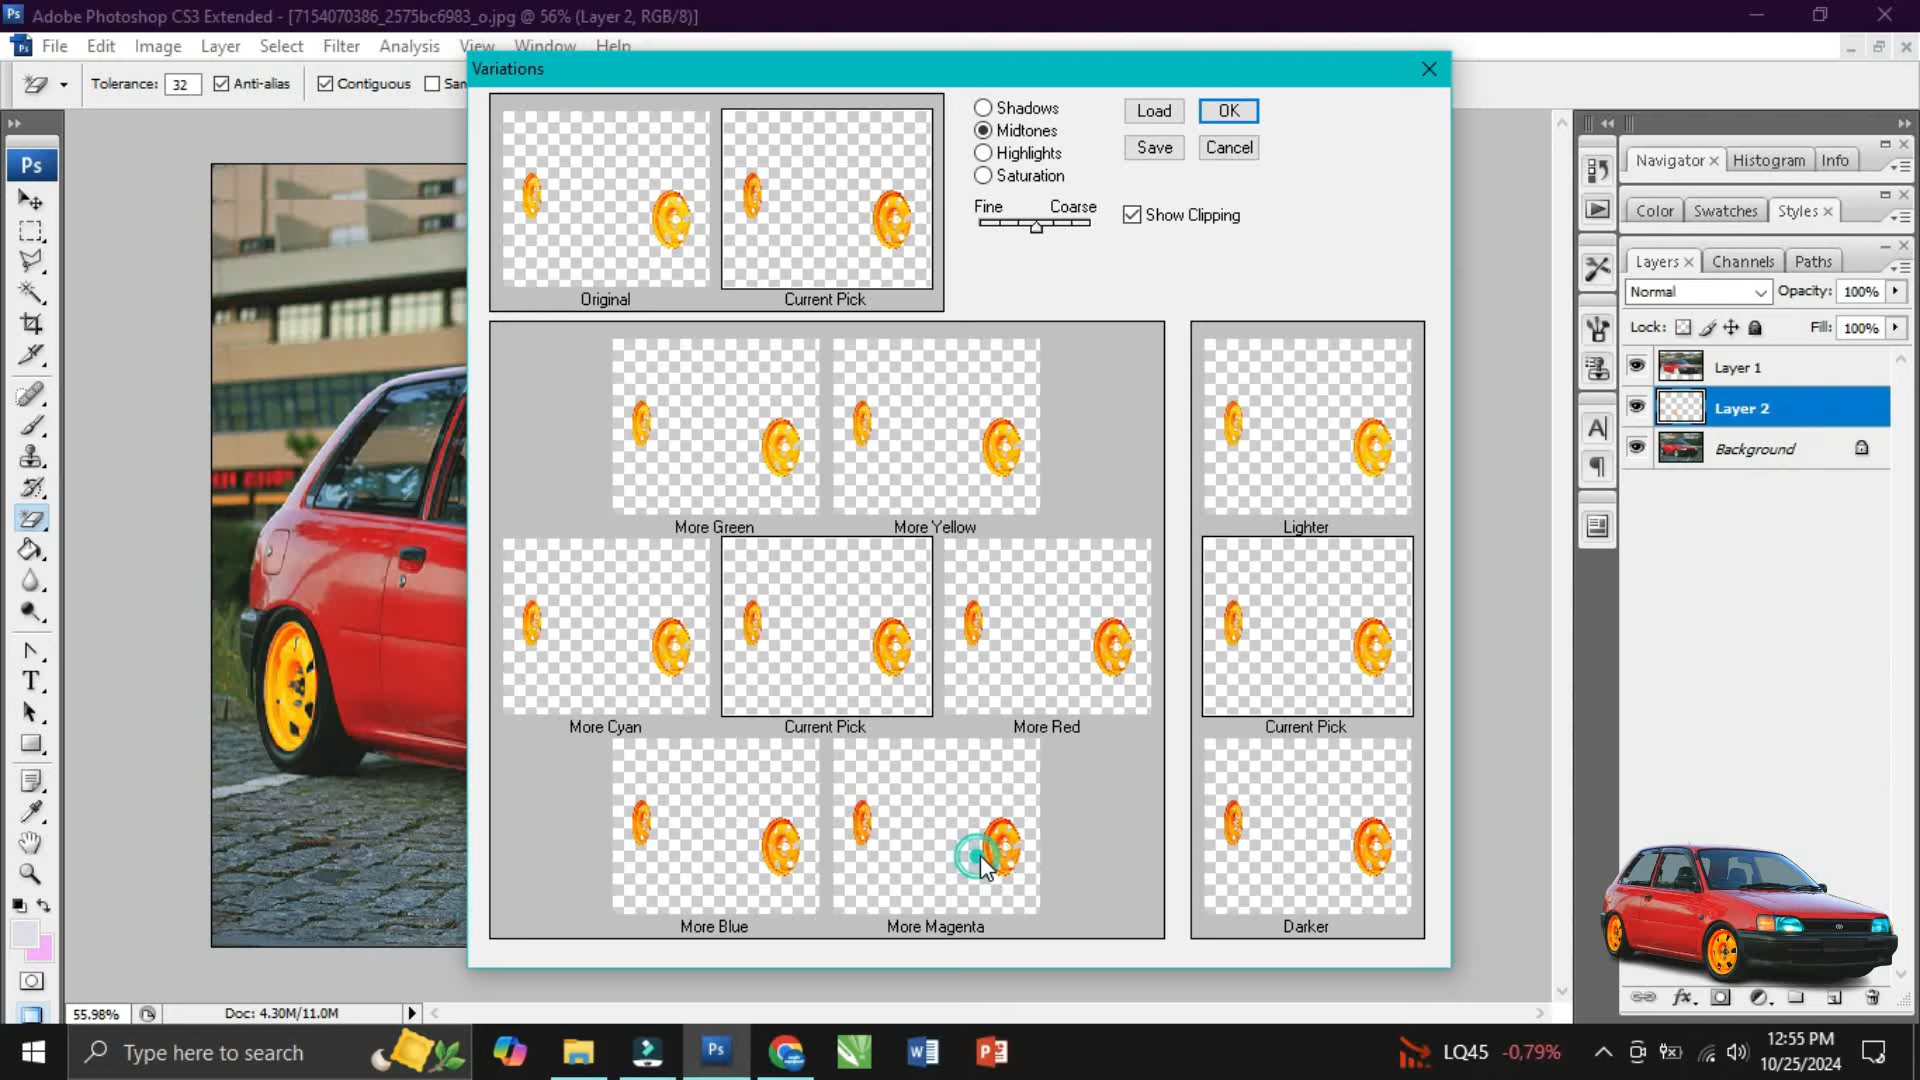 Ps Adobe Photoshop CS3 Extended - [7154070386_2575bc6983_o.jpg @ 56% (Layer 2, RGB/8)]
Ps File Edit Image Layer Select Filter Analysis View Window Help
Tolerance: 32 Anti-alias Contiguous Sam
Variations
Shadows
Midtones
Highlights
Saturation
Load OK
Save Cancel
Fine Coarse
Show Clipping
Original Current Pick
More Green More Yellow
More Cyan Current Pick More Red
More Blue More Magenta
Lighter
Current Pick
Darker
Ps
T
Navigator Histogram Info
Color Swatches Styles
Layers Channels Paths
Normal Opacity: 100%
Lock: Fill: 100%
Layer 1
Layer 2
Background
A
fx
55.98% Doc: 4.30M/11.0M
Type here to search
Ps
LQ45 -0,79%
12:55 PM
10/25/2024